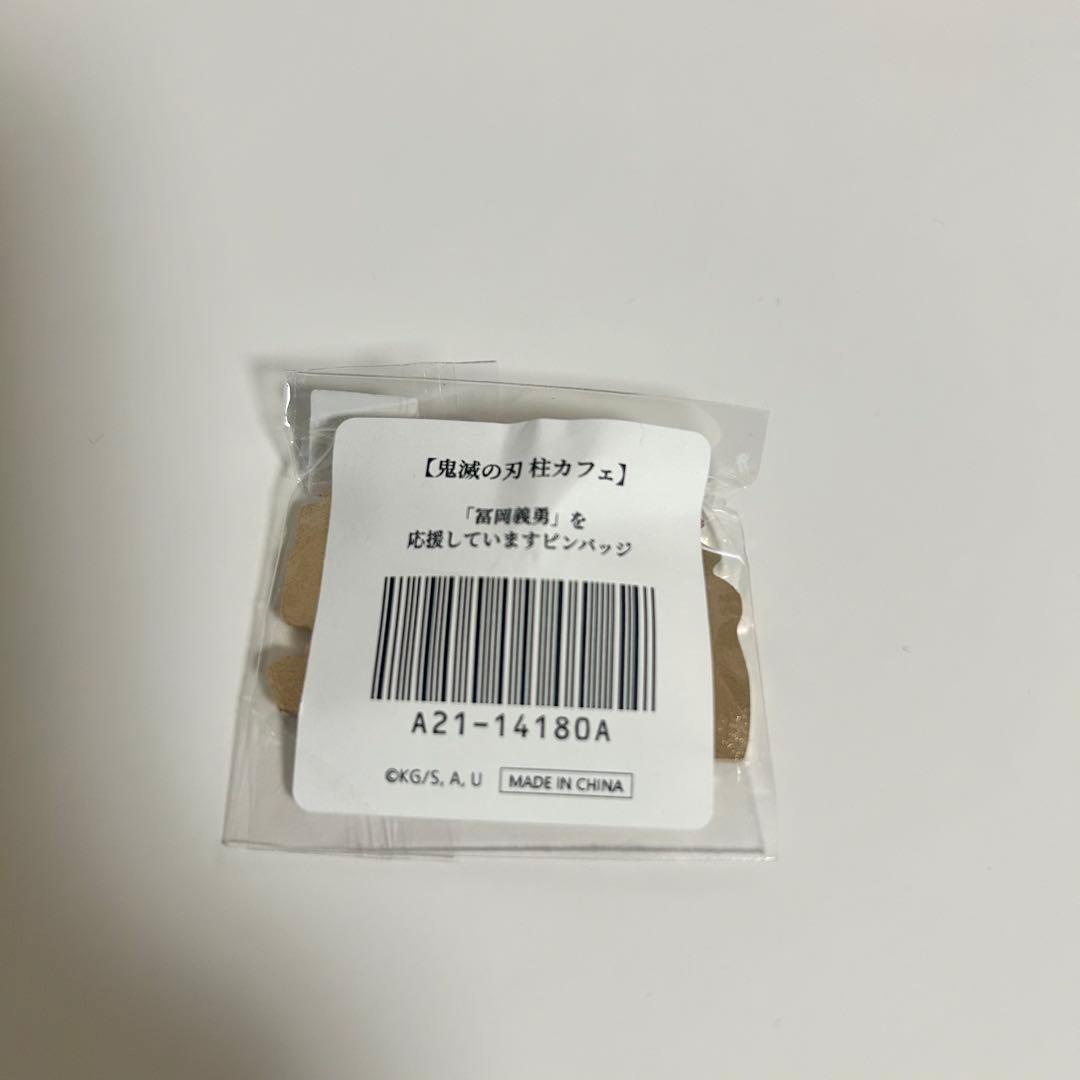 【鬼滅の刃 柱カフェ】
「冨岡義勇」を
応援していますピンバッジ
A21-14180A
©KG/S, A, U MADE IN CHINA